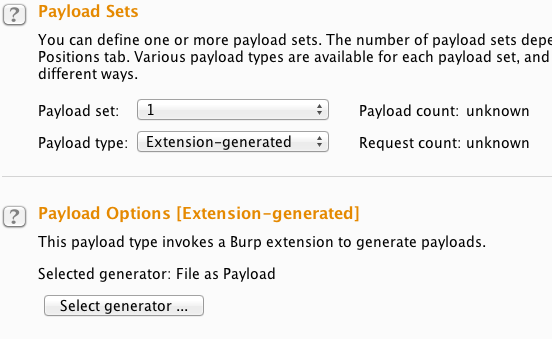 ? Payload Sets
You can define one or more payload sets. The number of payload sets
Positions tab. Various payload types are available for each payload set, and
different ways.
Payload set: 1 Payload count: unknown
Payload type: Extension-generated Request count: unknown
? Payload Options [Extension-generated]
This payload type invokes a Burp extension to generate payloads.
Selected generator: File as Payload
Select generator ...